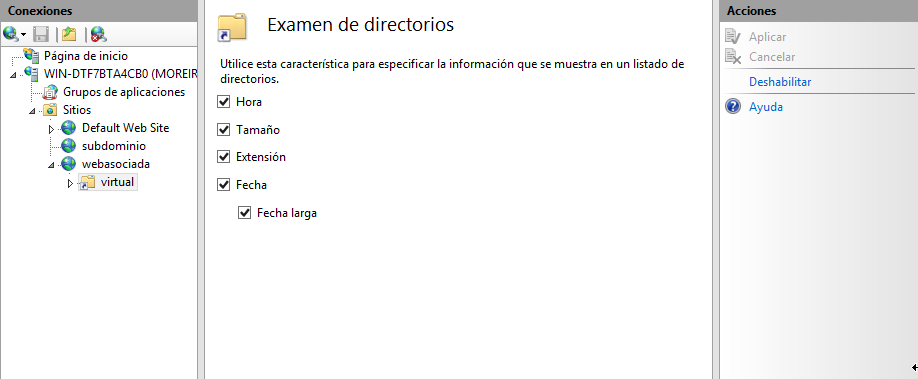 Conexiones
Página de inicio
WIN-DTF7BTA4CB0 (MOREIR
Grupos de aplicaciones
Sitios
Default Web Site
subdominio
webasociada
virtual
Examen de directorios
Utilice esta característica para especificar la información que se muestra en un listado de
directorios.
Hora
Tamaño
Extensión
Fecha
Fecha larga
Acciones
Aplicar
Cancelar
Deshabilitar
Ayuda